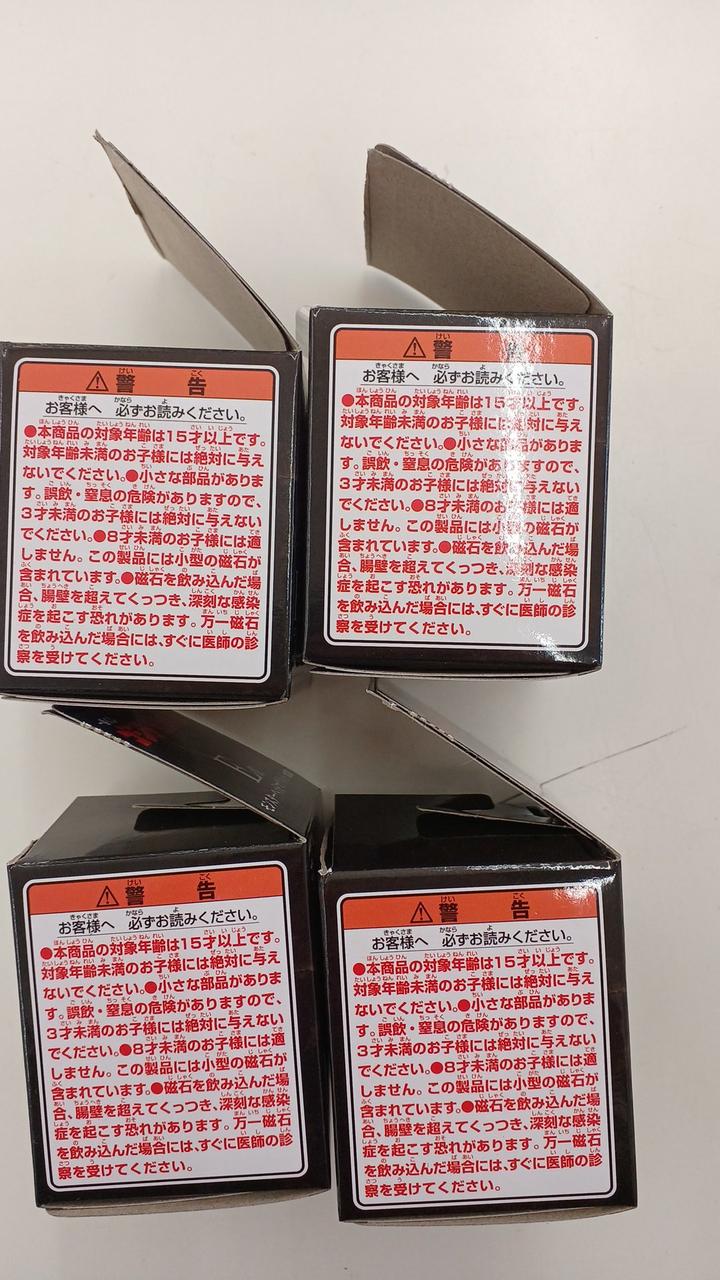 ⚠警告
お客様へ 必ずお読みください。
●本商品の対象年齢は15才以上です。
対象年齢未満のお子様には絶対に与え
ないでください。●小さな部品がありま
す。誤飲・窒息の危険がありますので、
3才未満のお子様には絶対に与えない
でください。●8才未満のお子様には適
しません。この製品には小型の磁石が
含まれています。●磁石を飲み込んだ場
合、腸壁を超えてくっつき、深刻な感染
症を起こす恐れがあります。万一磁石
を飲み込んだ場合には、すぐに医師の診
察を受けてください。
⚠警
お客様へ 必ずお読みください。
●本商品の対象年齢は15才以上です。
対象年齢未満のお子様には絶対に与え
ないでください。●小さな部品がありま
す。誤飲・窒息の危険がありますので、
3才未満のお子様には絶対に与えない
でください。●8才未満のお子様には適
しません。この製品には小型の磁石が
含まれています。●磁石を飲み込んだ場
合、腸壁を超えてくっつき、深刻な感染
症を起こす恐れがあります。万一磁石
を飲み込んだ場合には、すぐに医師の診
察を受けてください。
⚠警告
お客様へ 必ずお読みください。
●本商品の対象年齢は15才以上です。
対象年齢未満のお子様には絶対に与え
ないでください。●小さな部品がありま
す。誤飲・窒息の危険がありますので、
3才未満のお子様には絶対に与えない
でください。●8才未満のお子様には適
しません。この製品には小型の磁石が
含まれています。●磁石を飲み込んだ場
合、腸壁を超えてくっつき、深刻な感染
症を起こす恐れがあります。万一磁石
を飲み込んだ場合には、すぐに医師の診
察を受けてください。
⚠警告
お客様へ 必ずお読みください。
●本商品の対象年齢は15才以上です。
対象年齢未満のお子様には絶対に与え
ないでください。●小さな部品がありま
す。誤飲・窒息の危険がありますので、
3才未満のお子様には絶対に与えない
でください。●8才未満のお子様には適
しません。この製品には小型の磁石が
含まれています。●磁石を飲み込んだ場
合、腸壁を超えてくっつき、深刻な感染
症を起こす恐れがあります。万一磁石
を飲み込んだ場合には、すぐに医師の診
察を受けてください。